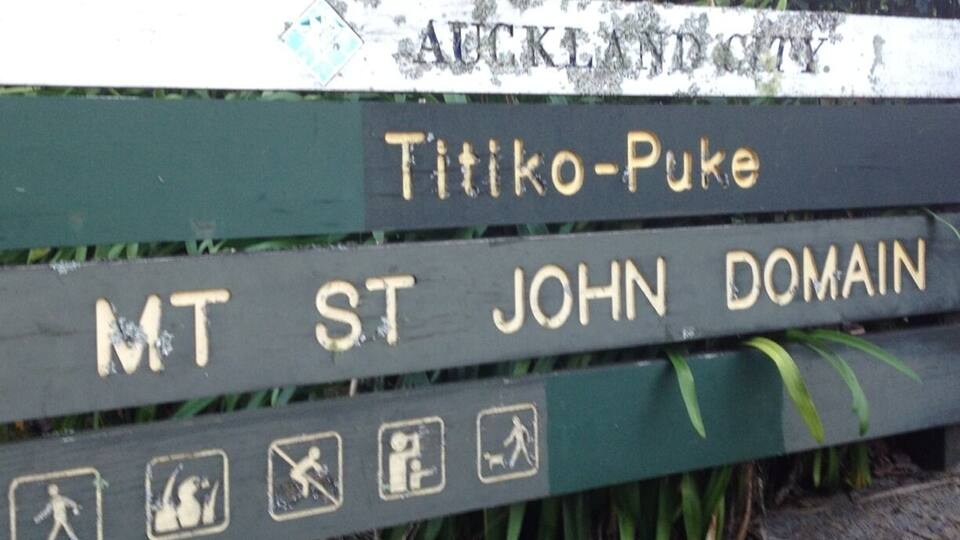 AUCKLAND CITY
Titiko-Puke
MT ST JOHN DOMAIN